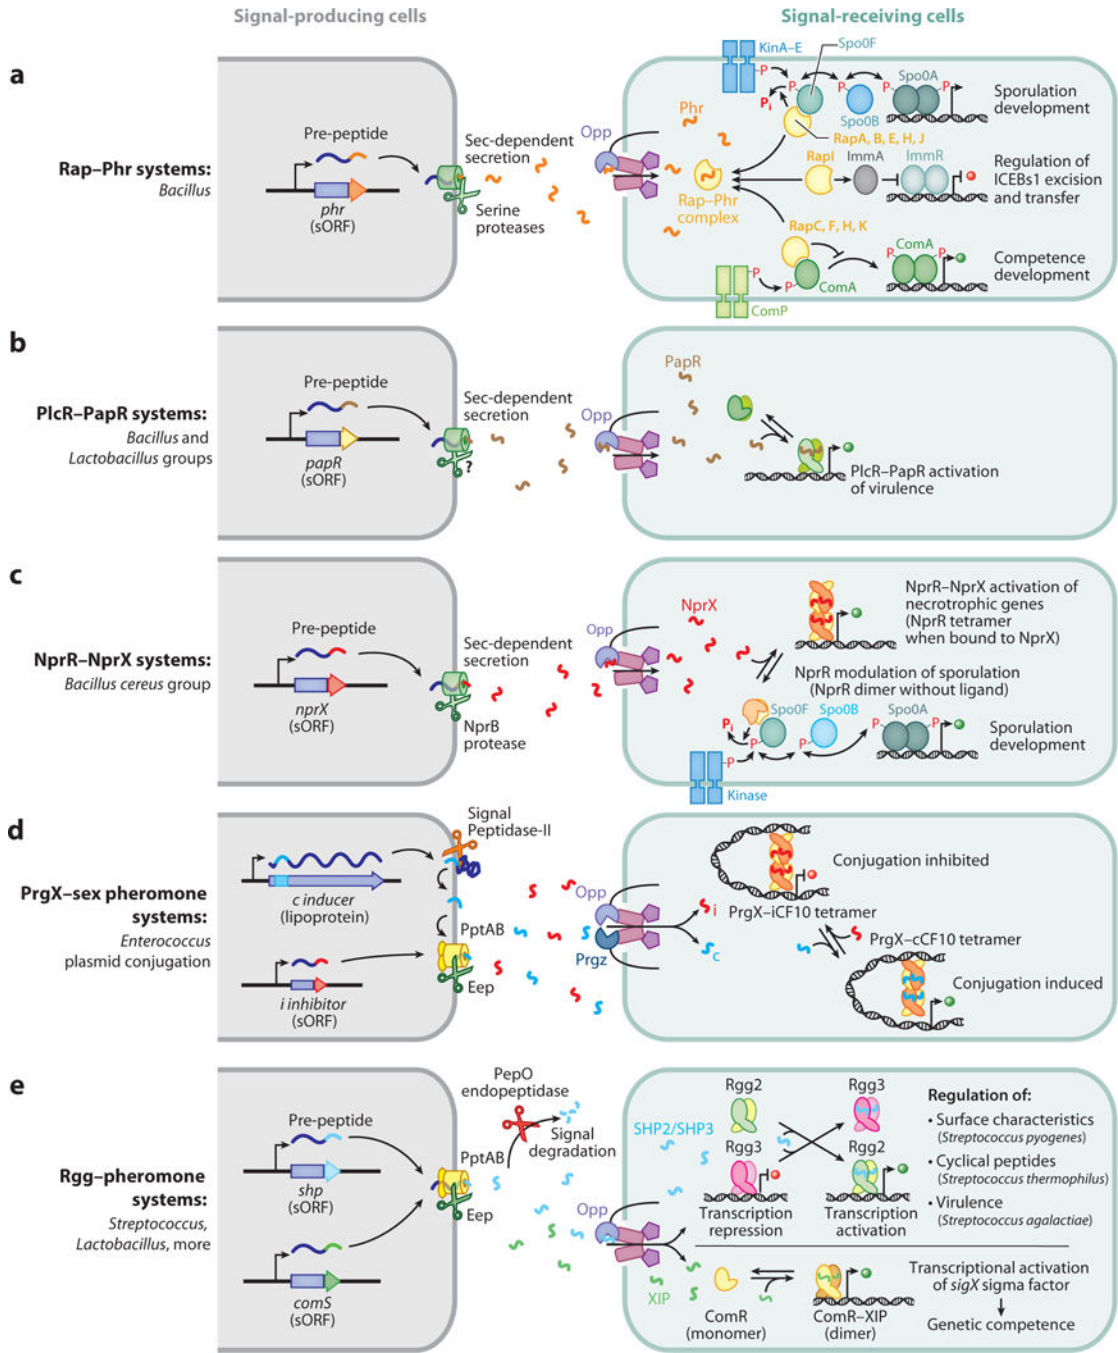 Signal-producing cells
Signal-receiving cells
a
Rap–Phr systems:
Bacillus
Pre-peptide
phr
(sORF)
Sec-dependent
secretion
Serine
proteases
Opp
Phr
Rap–Phr
complex
KinA–E
P
Pi
P
Spo0F
Spo0B
P
Spo0A
P
P
Sporulation
development
RapA, B, E, H, J
RapI
ImmA
ImmR
Regulation of
ICEBs1 excision
and transfer
RapC, F, H, K
P
P
ComA
ComP
P
ComA
P
Competence
development
b
PlcR–PapR systems:
Bacillus and
Lactobacillus groups
Pre-peptide
papR
(sORF)
Sec-dependent
secretion
?
Opp
PapR
PlcR–PapR activation
of virulence
c
NprR–NprX systems:
Bacillus cereus group
Pre-peptide
nprX
(sORF)
Sec-dependent
secretion
NprB
protease
Opp
NprX
NprR–NprX activation of
necrotrophic genes
(NprR tetramer
when bound to NprX)
NprR modulation of sporulation
(NprR dimer without ligand)
Pi
P
Spo0F
Spo0B
P
Spo0A
P
P
P
Kinase
Sporulation
development
d
PrgX–sex pheromone
systems:
Enterococcus
plasmid conjugation
c inducer
(lipoprotein)
i inhibitor
(sORF)
Signal
Peptidase-II
PptAB
Eep
Opp
Prgz
i
c
Conjugation inhibited
PrgX–iCF10 tetramer
PrgX–cCF10 tetramer
Conjugation induced
e
Rgg–pheromone
systems:
Streptococcus,
Lactobacillus, more
Pre-peptide
shp
(sORF)
comS
(sORF)
PepO
endopeptidase
Signal
degradation
PptAB
Eep
Opp
SHP2/SHP3
XIP
Rgg2
Rgg3
Rgg3
Rgg2
Transcription
repression
Transcription
activation
Regulation of:
• Surface characteristics
(Streptococcus pyogenes)
• Cyclical peptides
(Streptococcus thermophilus)
• Virulence
(Streptococcus agalactiae)
ComR
(monomer)
ComR–XIP
(dimer)
Transcriptional activation
of sigX sigma factor
Genetic competence